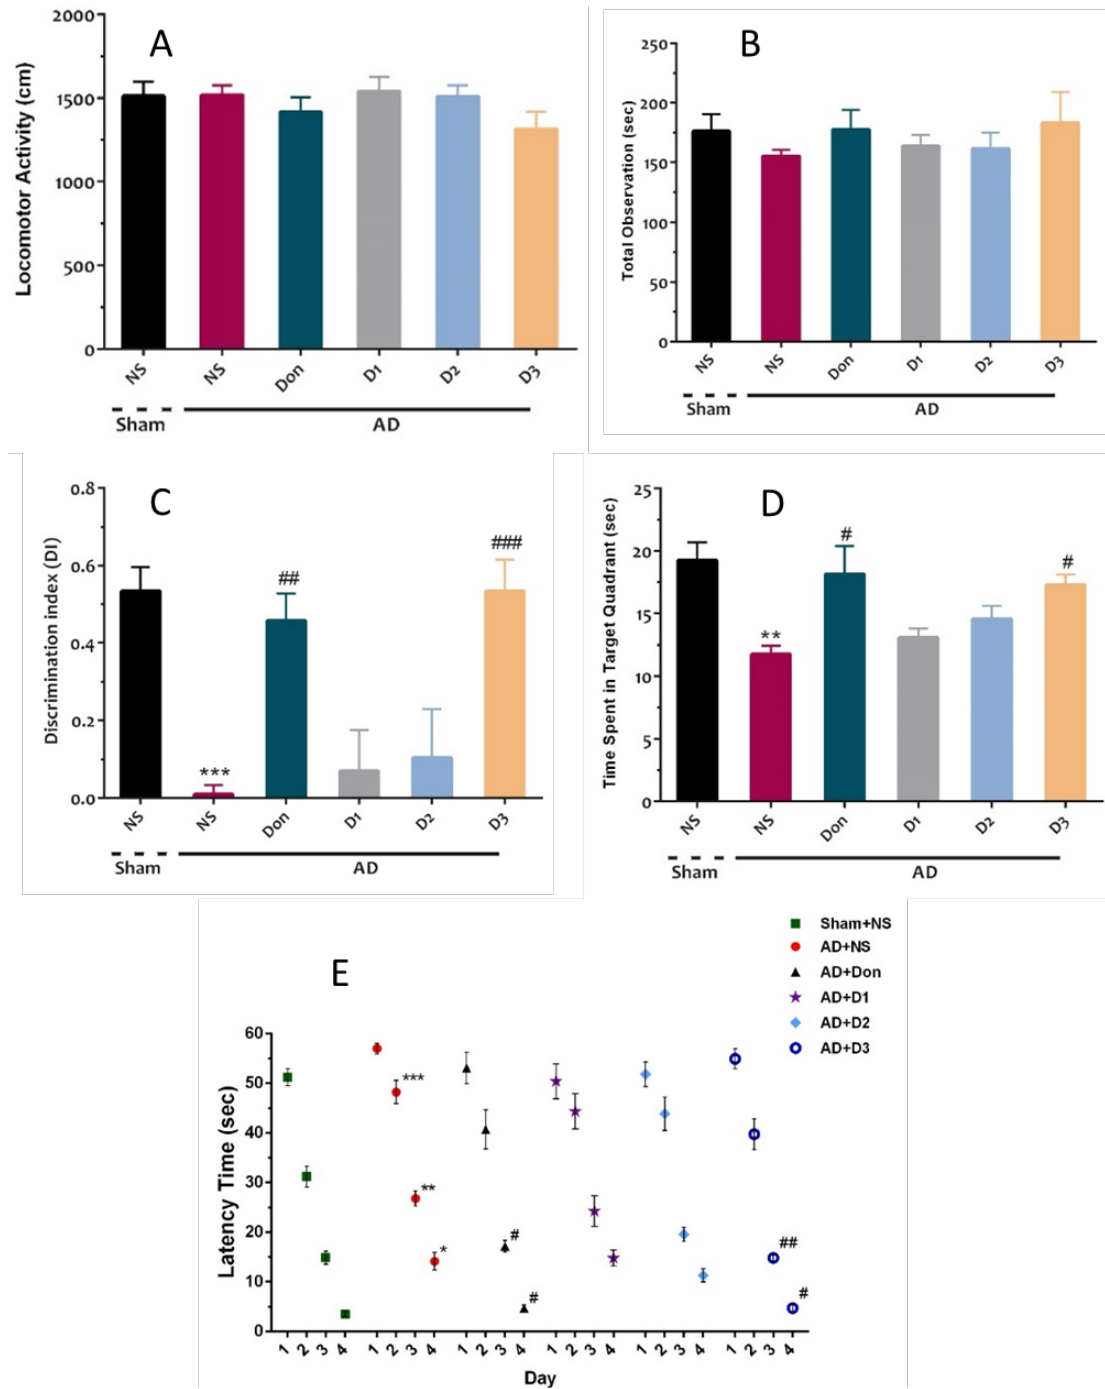 A
Locomotor Activity (cm)
2000
1500
1000
500
0
NS
NS
Don
D1
D2
D3
Sham
AD
B
Total Observation (sec)
250
200
150
100
50
0
NS
NS
Don
D1
D2
D3
Sham
AD
C
Discrimination index (DI)
0.8
0.6
0.4
0.2
0.0
***
##
###
NS
NS
Don
D1
D2
D3
Sham
AD
D
Time Spent in Target Quadrant (sec)
25
20
15
10
5
0
**
#
#
NS
NS
Don
D1
D2
D3
Sham
AD
E
Sham+NS
AD+NS
AD+Don
AD+D1
AD+D2
AD+D3
Latency Time (sec)
60
50
40
30
20
10
0
***
**
*
#
#
##
#
1 2 3 4 1 2 3 4 1 2 3 4 1 2 3 4 1 2 3 4 1 2 3 4
Day